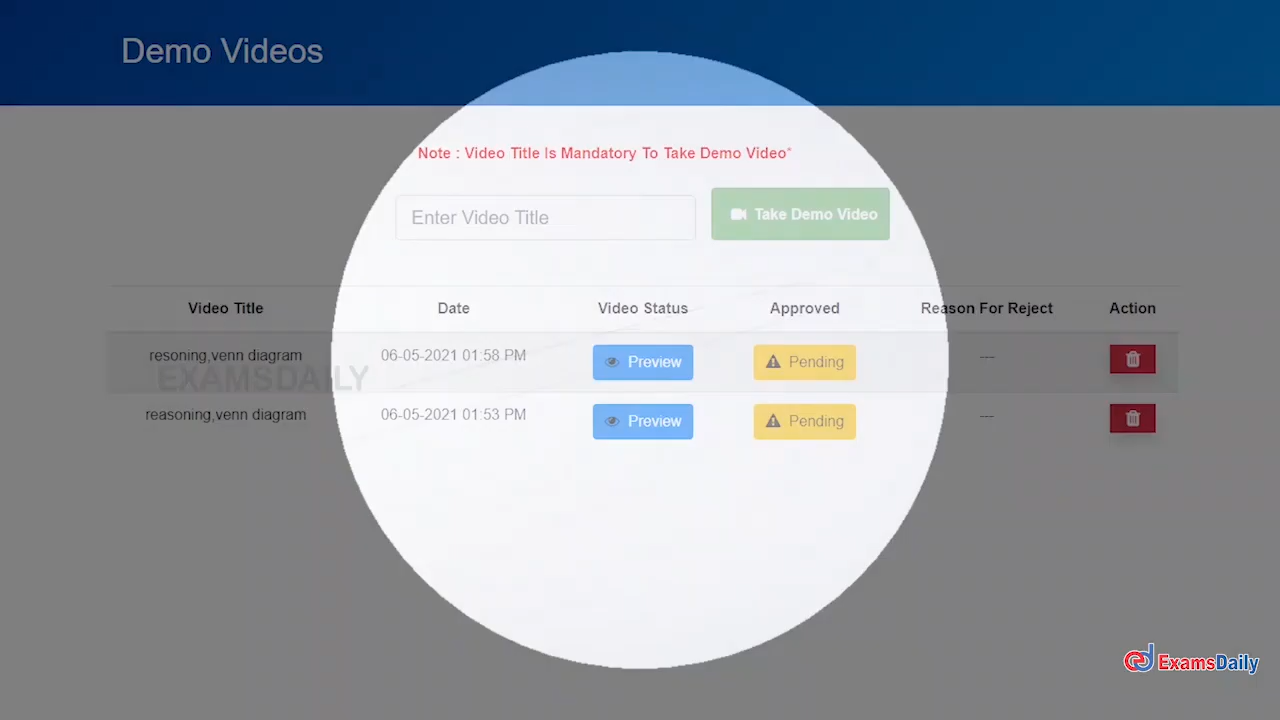 Demo Videos
Note : Video Title Is Mandatory To Take Demo Video*
Enter Video Title
Take Demo Video
Video Title Date Video Status Approved Reason For Reject Action
resoning,venn diagram 06-05-2021 01:58 PM Preview Pending ---
EXAMSDAILY
reasoning,venn diagram 06-05-2021 01:53 PM Preview Pending ---
ExamsDaily